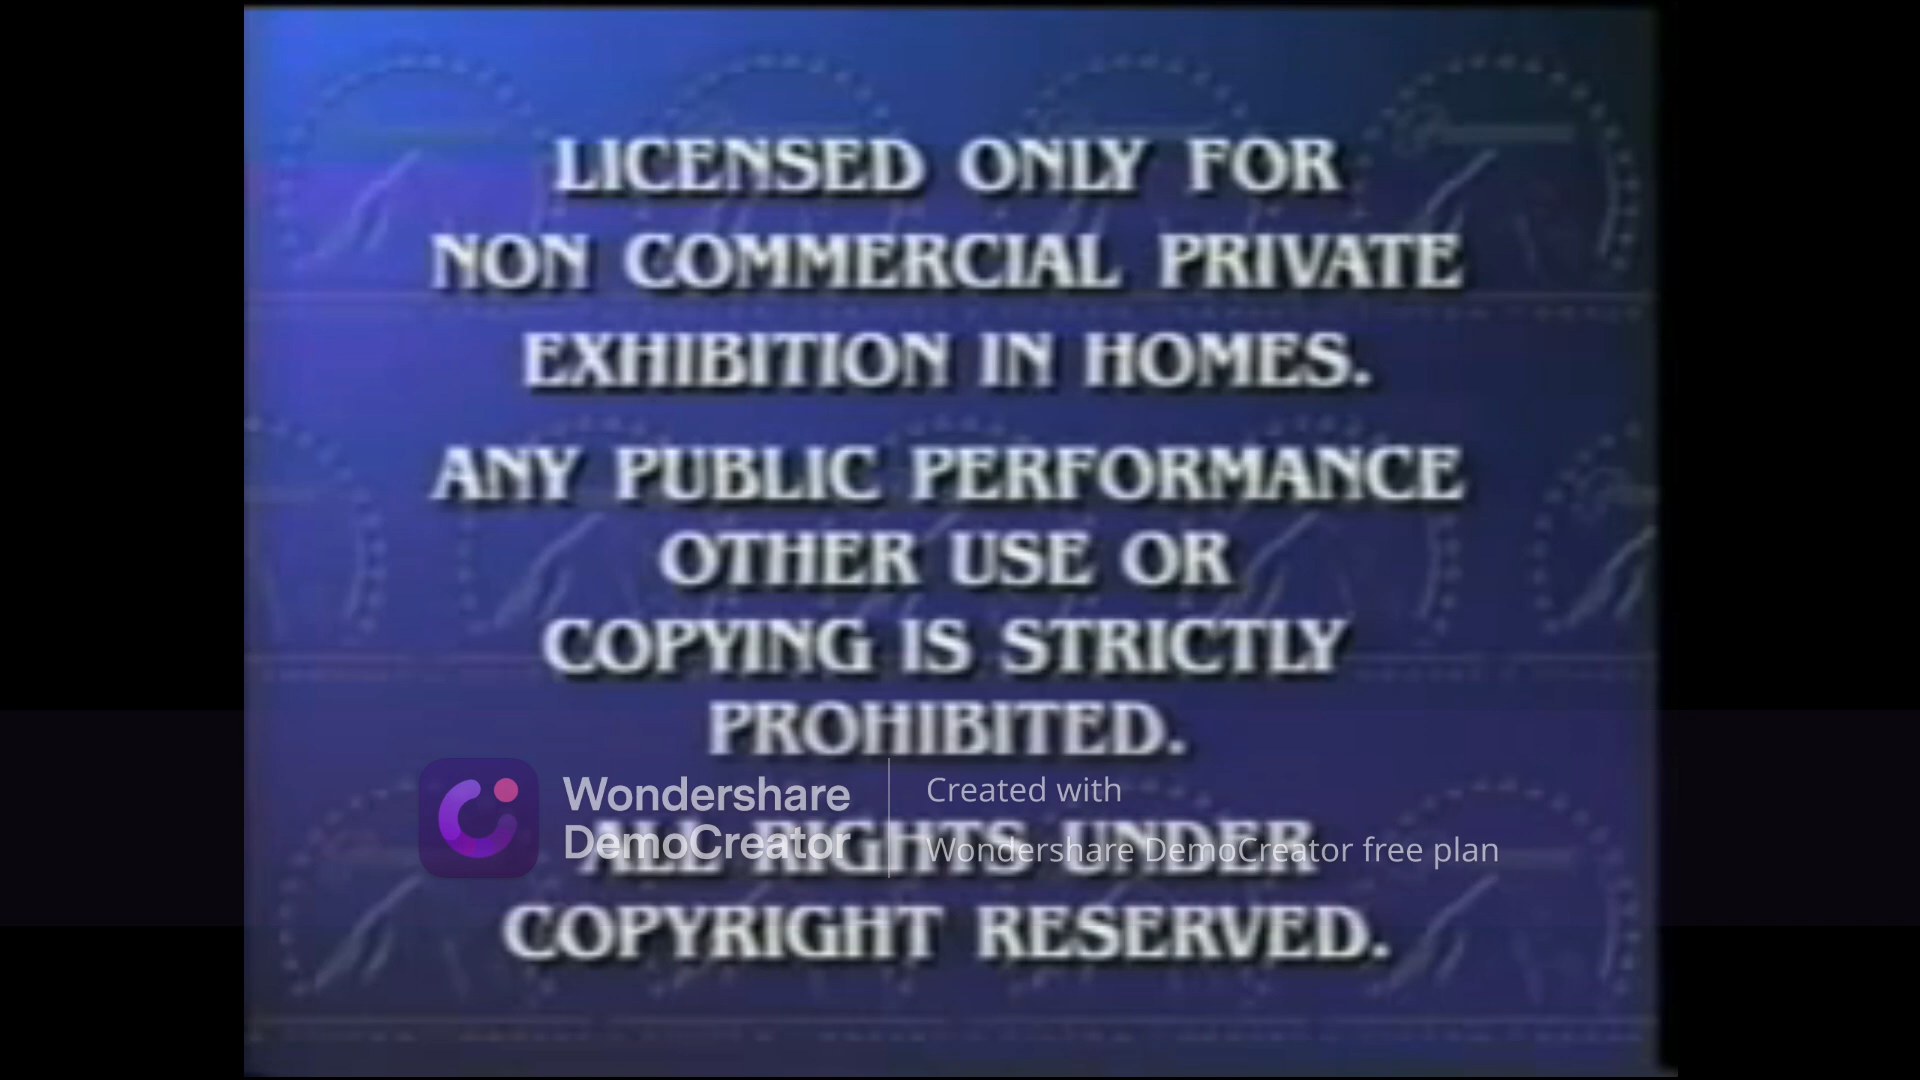 LICENSED ONLY FOR
NON COMMERCIAL PRIVATE
EXHIBITION IN HOMES.
ANY PUBLIC PERFORMANCE
OTHER USE OR
COPYING IS STRICTLY
PROHIBITED.
Wondershare
DemoCreator
Created with
Wondershare DemoCreator free plan
ALL RIGHTS UNDER
COPYRIGHT RESERVED.